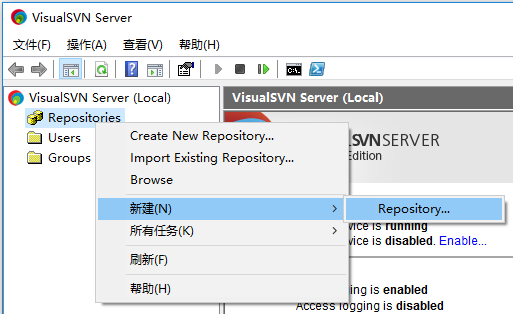 VisualSVN Server
文件(F) 操作(A) 查看(V) 帮助(H)
VisualSVN Server (Local)
Repositories
Users
Groups
VisualSVN Server (Local)
SVNSERVER
Edition
Create New Repository...
Import Existing Repository...
Browse
新建(N)
所有任务(K)
刷新(F)
帮助(H)
Repository...
is running
vice is disabled. Enable...
ging is enabled
Access logging is disabled